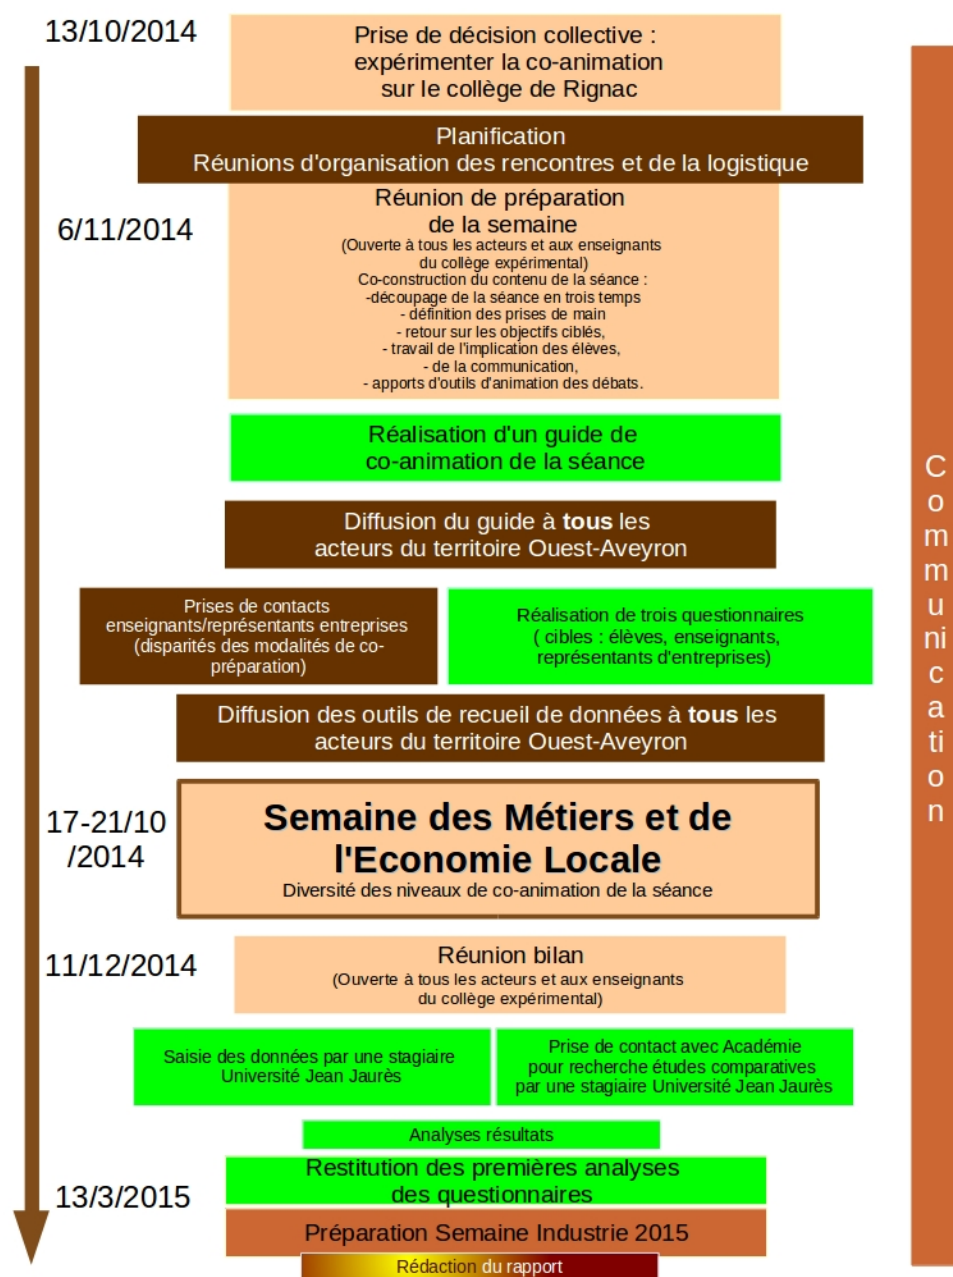 13/10/2014
Prise de décision collective :
expérimenter la co-animation
sur le collège de Rignac
Planification
Réunions d'organisation des rencontres et de la logistique
6/11/2014
Réunion de préparation
de la semaine
(Ouverte à tous les acteurs et aux enseignants
du collège expérimental)
Co-construction du contenu de la séance :
-découpage de la séance en trois temps
- définition des prises de main
- retour sur les objectifs ciblés,
- travail de l'implication des élèves,
- de la communication,
- apports d'outils d'animation des débats.
Réalisation d'un guide de
co-animation de la séance
Diffusion du guide à tous les
acteurs du territoire Ouest-Aveyron
Prises de contacts
enseignants/représentants entreprises
(disparités des modalités de co-
préparation)
Réalisation de trois questionnaires
( cibles : élèves, enseignants,
représentants d'entreprises)
Diffusion des outils de recueil de données à tous les
acteurs du territoire Ouest-Aveyron
17-21/10
/2014
Semaine des Métiers et de
l'Economie Locale
Diversité des niveaux de co-animation de la séance
11/12/2014
Réunion bilan
(Ouverte à tous les acteurs et aux enseignants
du collège expérimental)
Saisie des données par une stagiaire
Université Jean Jaurès
Prise de contact avec Académie
pour recherche études comparatives
par une stagiaire Université Jean Jaurès
Analyses résultats
13/3/2015
Restitution des premières analyses
des questionnaires
Préparation Semaine Industrie 2015
Rédaction du rapport
C
o
m
m
u
ni
c
a
ti
o
n